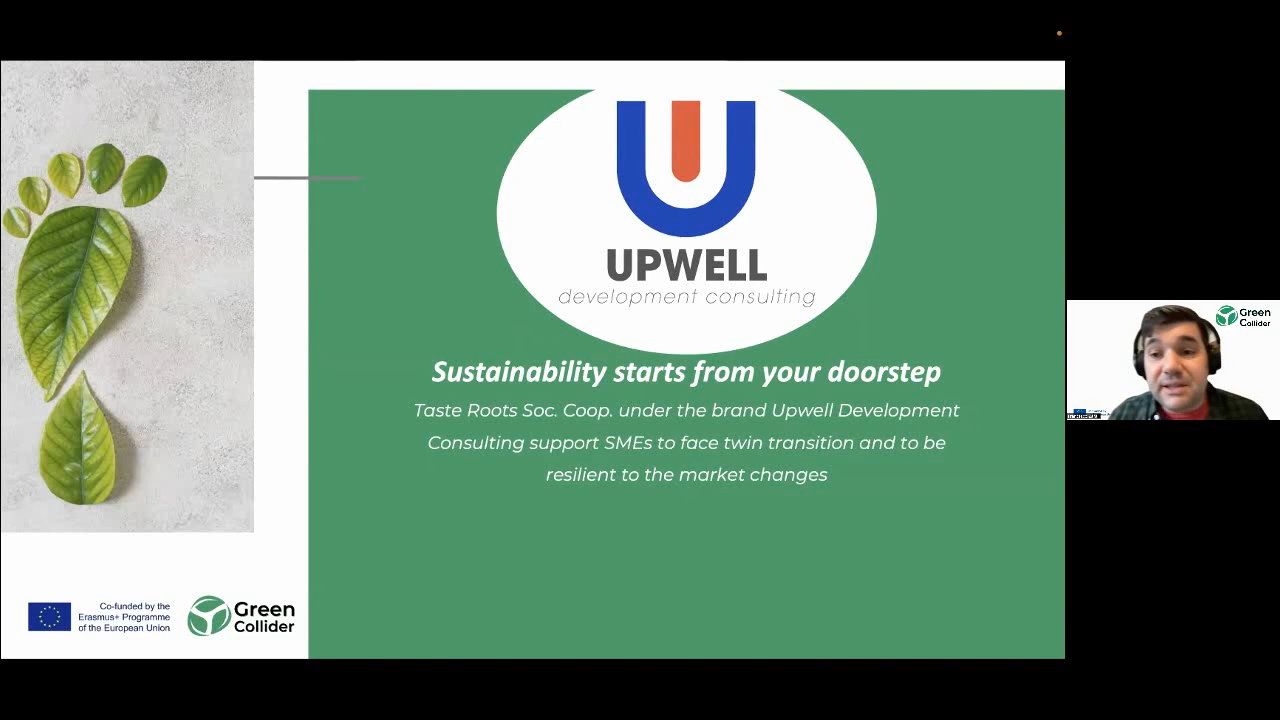 UPWELL
development consulting
Sustainability starts from your doorstep
Taste Roots Soc. Coop. under the brand Upwell Development
Consulting support SMEs to face twin transition and to be
resilient to the market changes
Co-funded by the
Erasmus+ Programme
of the European Union
Green
Collider
Green
Collider